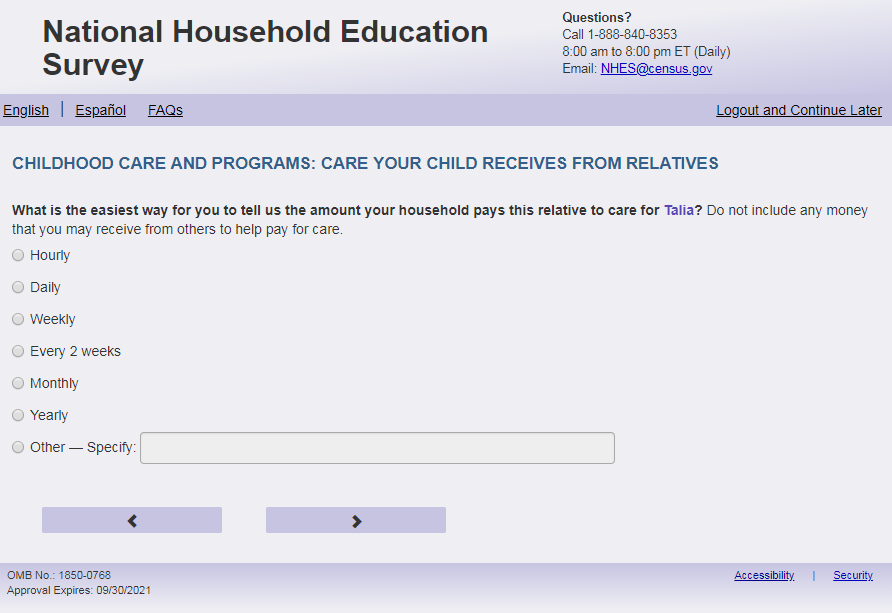 National Household Education
Survey
Questions?
Call 1-888-840-8353
8:00 am to 8:00 pm ET (Daily)
Email: NHES@census.gov
English | Español FAQs
Logout and Continue Later
CHILDHOOD CARE AND PROGRAMS: CARE YOUR CHILD RECEIVES FROM RELATIVES
What is the easiest way for you to tell us the amount your household pays this relative to care for Talia? Do not include any money
that you may receive from others to help pay for care.
Hourly
Daily
Weekly
Every 2 weeks
Monthly
Yearly
Other — Specify:
OMB No.: 1850-0768
Approval Expires: 09/30/2021
Accessibility | Security